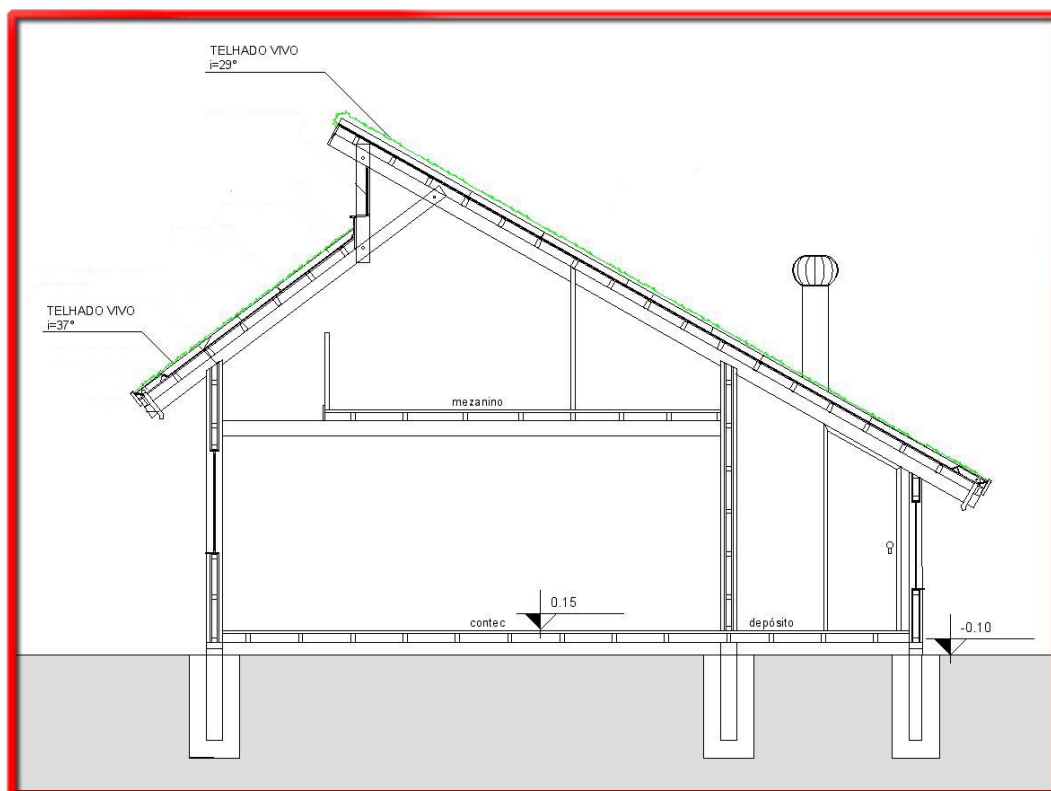 TELHADO VIVO
i=29°
TELHADO VIVO
i=37°
mezanino
0.15
contec
depósito
-0.10